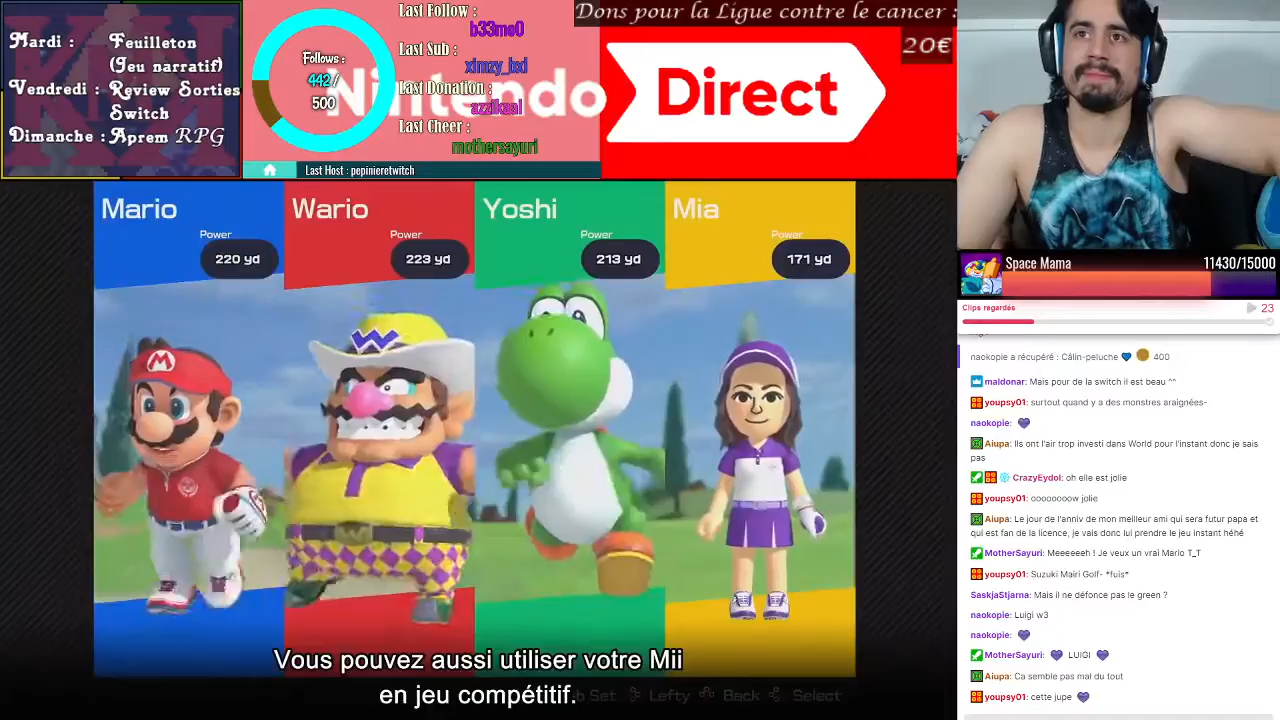 Mardi : Feuilleton
(Jeu narratif)
Vendredi : Review Sorties
Switch
Dimanche : Aprem RPG
Follows :
442 /
500
Last Follow :
b33me0
Last Sub :
ximzy_bxl
Last Donation :
azzikaal
Last Cheer :
mothersayuri
Last Host : pepinieretwitch
Nintendo
Direct
Dons pour la Ligue contre le cancer :
20€
Mario
Power
220 yd
Wario
Power
223 yd
Yoshi
Power
213 yd
Mia
Power
171 yd
W
M
Vous pouvez aussi utiliser votre Mii
en jeu compétitif.
Set Lefty Back Select
Space Mama 11430/15000
Clips regardés 23
naokopie a récupéré : Câlin-peluche 400
maldonar: Mais pour de la switch il est beau ^^
youpsy01: surtout quand y a des monstres araignées-
naokopie:
Aiupa: Ils ont l'air trop investi dans World pour l'instant donc je sais
pas
CrazyEydol: oh elle est jolie
youpsy01: oooooooow jolie
Aiupa: Le jour de l'anniv de mon meilleur ami qui sera futur papa et
qui est fan de la licence, je vais donc lui prendre le jeu instant héhé
MotherSayuri: Meeeeeeh ! Je veux un vrai Mario T_T
youpsy01: Suzuki Mairi Golf- *fuis*
SaskjaStjarna: Mais il ne défonce pas le green ?
naokopie: Luigi w3
naokopie:
MotherSayuri: LUIGI
Aiupa: Ca semble pas mal du tout
youpsy01: cette jupe